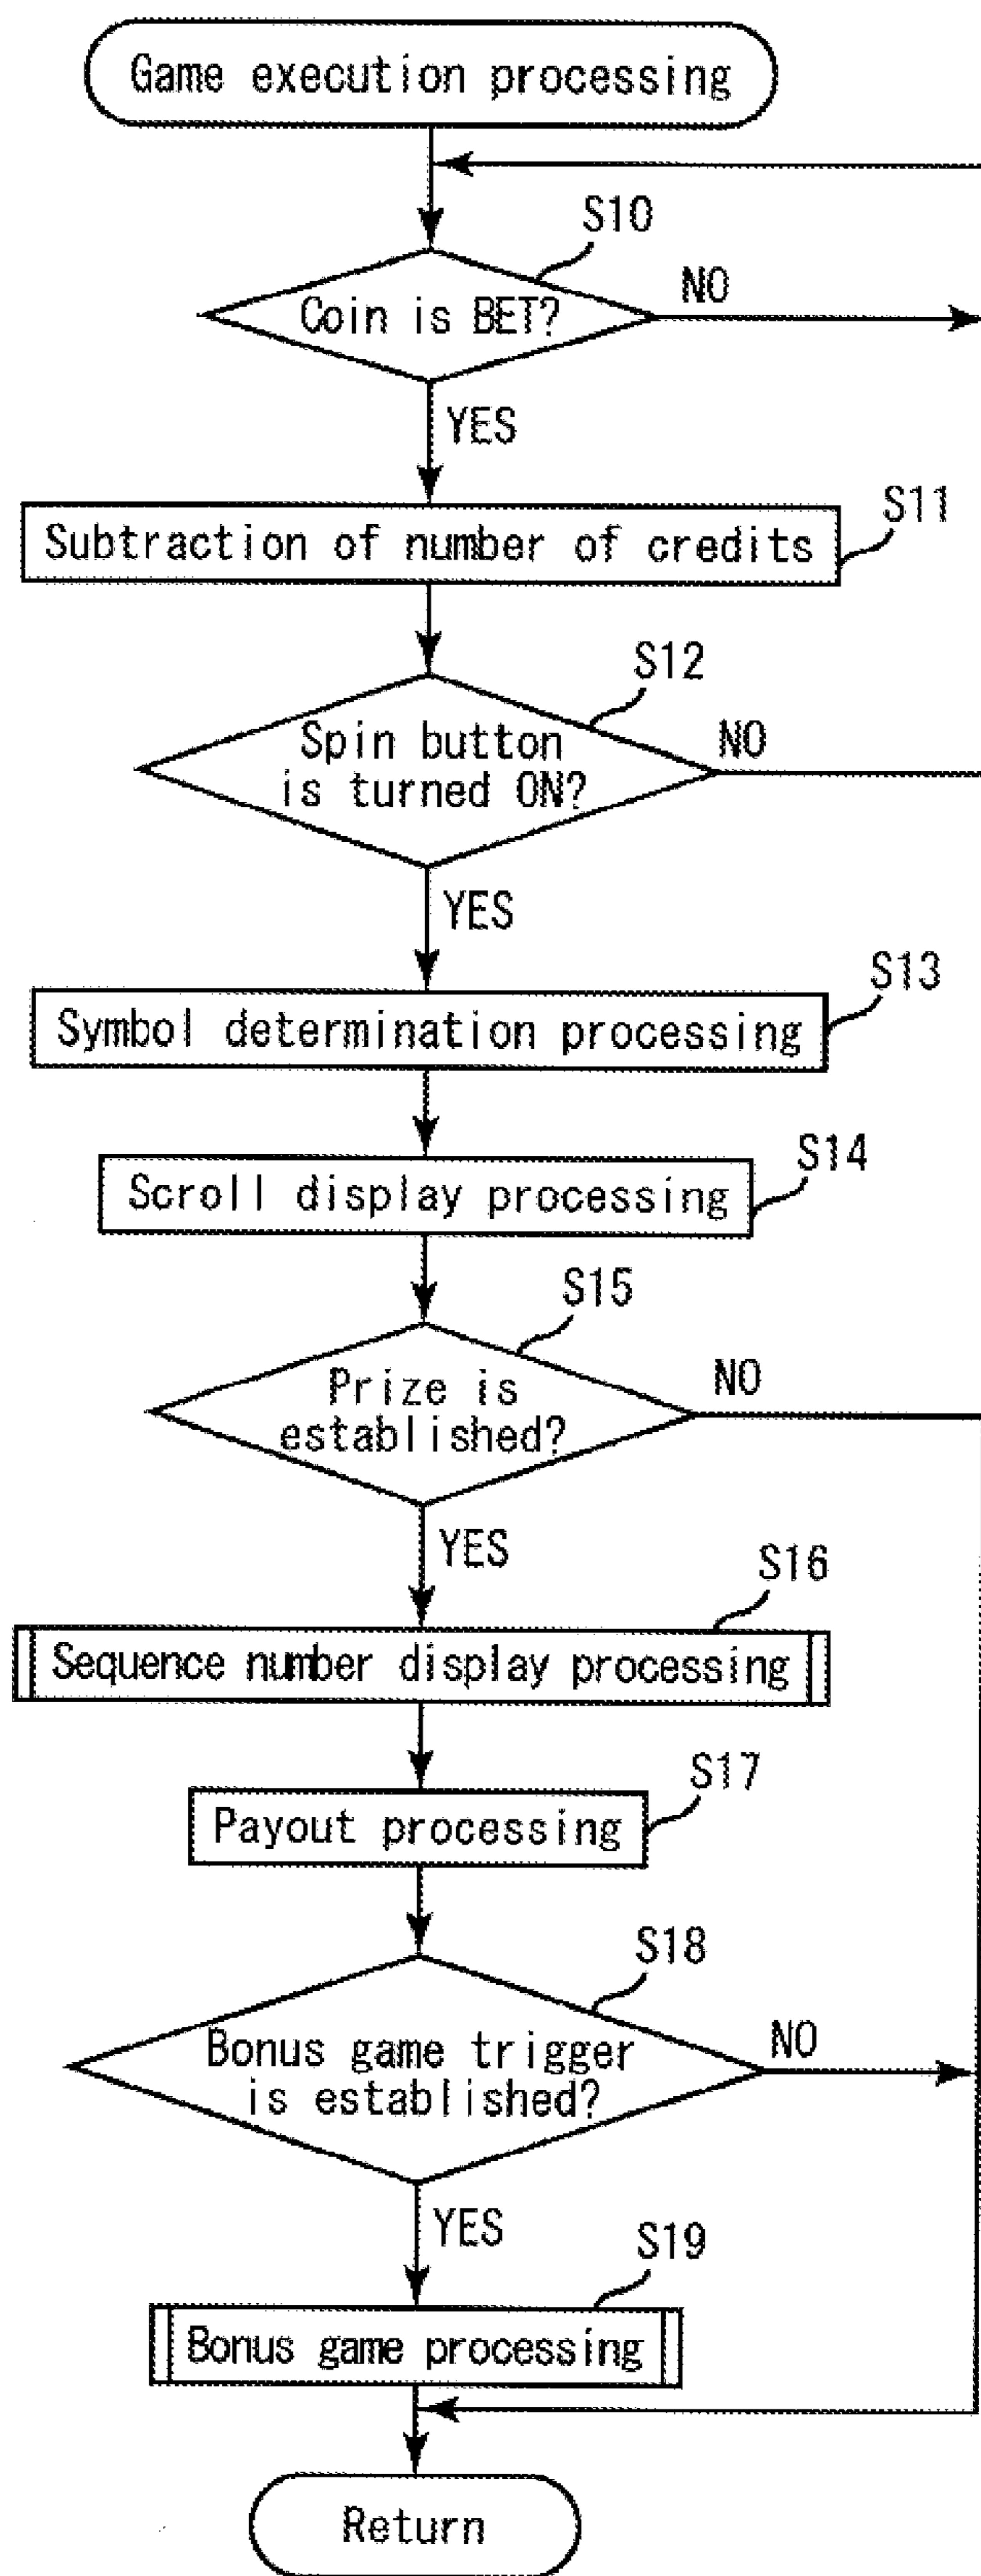 Game execution processing
S10
Coin is BET?
NO
YES
S11
Subtraction of number of credits
S12
Spin button
is turned ON?
NO
YES
S13
Symbol determination processing
S14
Scroll display processing
S15
Prize is
established?
NO
YES
S16
Sequence number display processing
S17
Payout processing
S18
Bonus game trigger
is established?
NO
YES
S19
Bonus game processing
Return